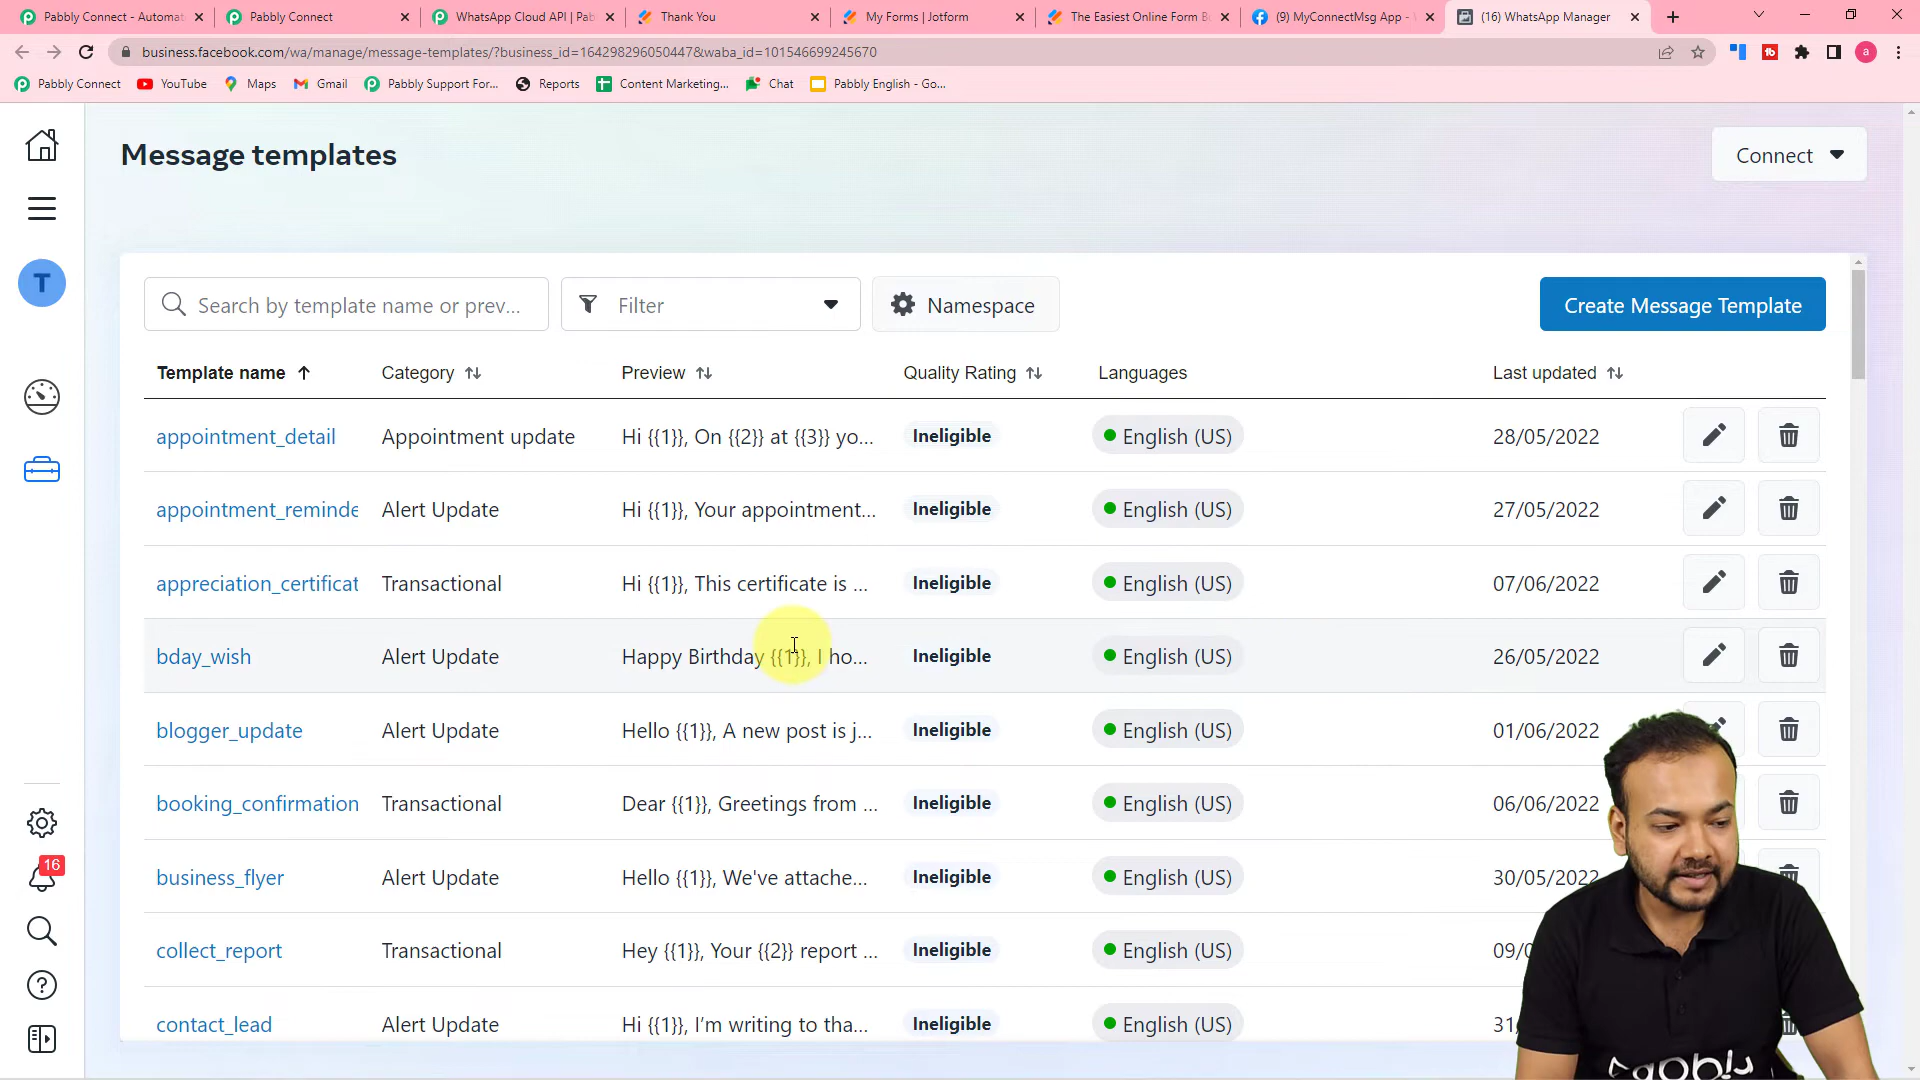 Pabbly Connect - Automat
Pabbly Connect
WhatsApp Cloud API | Pab
Thank You
My Forms | Jotform
The Easiest Online Form B
(9) MyConnectMsg App -
(16) WhatsApp Manager
business.facebook.com/wa/manage/message-templates/?business_id=164298296050447&waba_id=101546699245670
Pabbly Connect
YouTube
Maps
Gmail
Pabbly Support For...
Reports
Content Marketing...
Chat
Pabbly English - Go...
Message templates
Connect
Search by template name or prev...
Filter
Namespace
Create Message Template
Template name
Category
Preview
Quality Rating
Languages
Last updated
appointment_detail
Appointment update
Hi {{1}}, On {{2}} at {{3}} yo...
Ineligible
English (US)
28/05/2022
appointment_reminde
Alert Update
Hi {{1}}, Your appointment...
Ineligible
English (US)
27/05/2022
appreciation_certificat
Transactional
Hi {{1}}, This certificate is ...
Ineligible
English (US)
07/06/2022
bday_wish
Alert Update
Happy Birthday {{1}}, I ho...
Ineligible
English (US)
26/05/2022
blogger_update
Alert Update
Hello {{1}}, A new post is j...
Ineligible
English (US)
01/06/2022
booking_confirmation
Transactional
Dear {{1}}, Greetings from ...
Ineligible
English (US)
06/06/2022
business_flyer
Alert Update
Hello {{1}}, We've attache...
Ineligible
English (US)
30/05/2022
collect_report
Transactional
Hey {{1}}, Your {{2}} report ...
Ineligible
English (US)
09/0
contact_lead
Alert Update
Hi {{1}}, I'm writing to tha...
Ineligible
English (US)
31/
T
16
a
Pabbly